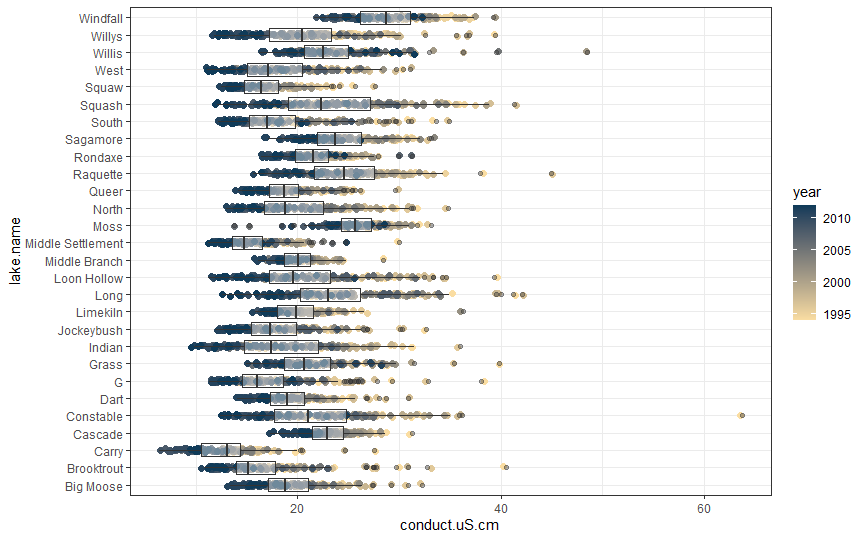 Windfall
Willys
Willis
West
Squaw
Squash
South
Sagamore
Rondaxe
Raquette
Queer
North
Moss
Middle Settlement
Middle Branch
Loon Hollow
Long
Limekiln
Jockeybush
Indian
Grass
G
Dart
Constable
Cascade
Carry
Brooktrout
Big Moose
lake.name
20 40 60
conduct.uS.cm
year
2010
2005
2000
1995